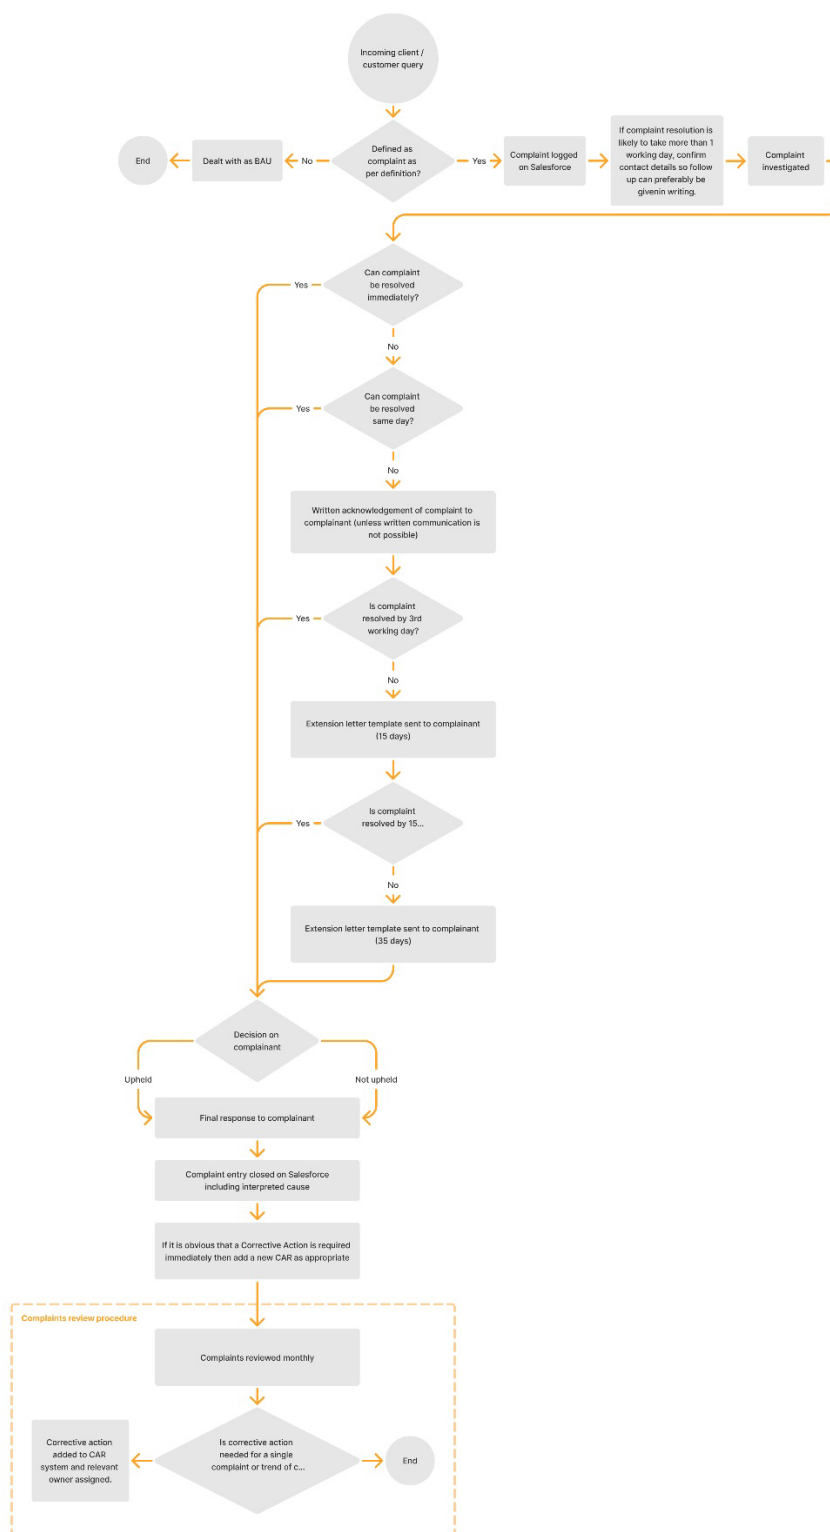 Incoming client /
customer query
Defined as
complaint as
per definition?
No
Dealt with as BAU
End
Yes
Complaint logged
on Salesforce
If complaint resolution is
likely to take more than 1
working day, confirm
contact details so follow
up can preferably be
givenin writing.
Complaint
investigated
Can complaint
be resolved
immediately?
Yes
No
Can complaint
be resolved
same day?
Yes
No
Written acknowledgement of complaint to
complainant (unless written communication is
not possible)
Is complaint
resolved by 3rd
working day?
Yes
No
Extension letter template sent to complainant
(15 days)
Is complaint
resolved by 15...
Yes
No
Extension letter template sent to complainant
(35 days)
Decision on
complainant
Upheld
Not upheld
Final response to complainant
Complaint entry closed on Salesforce
including interpreted cause
If it is obvious that a Corrective Action is required
immediately then add a new CAR as appropriate
Complaints review procedure
Complaints reviewed monthly
Is corrective action
needed for a single
complaint or trend of c...
Corrective action
added to CAR
system and relevant
owner assigned.
End